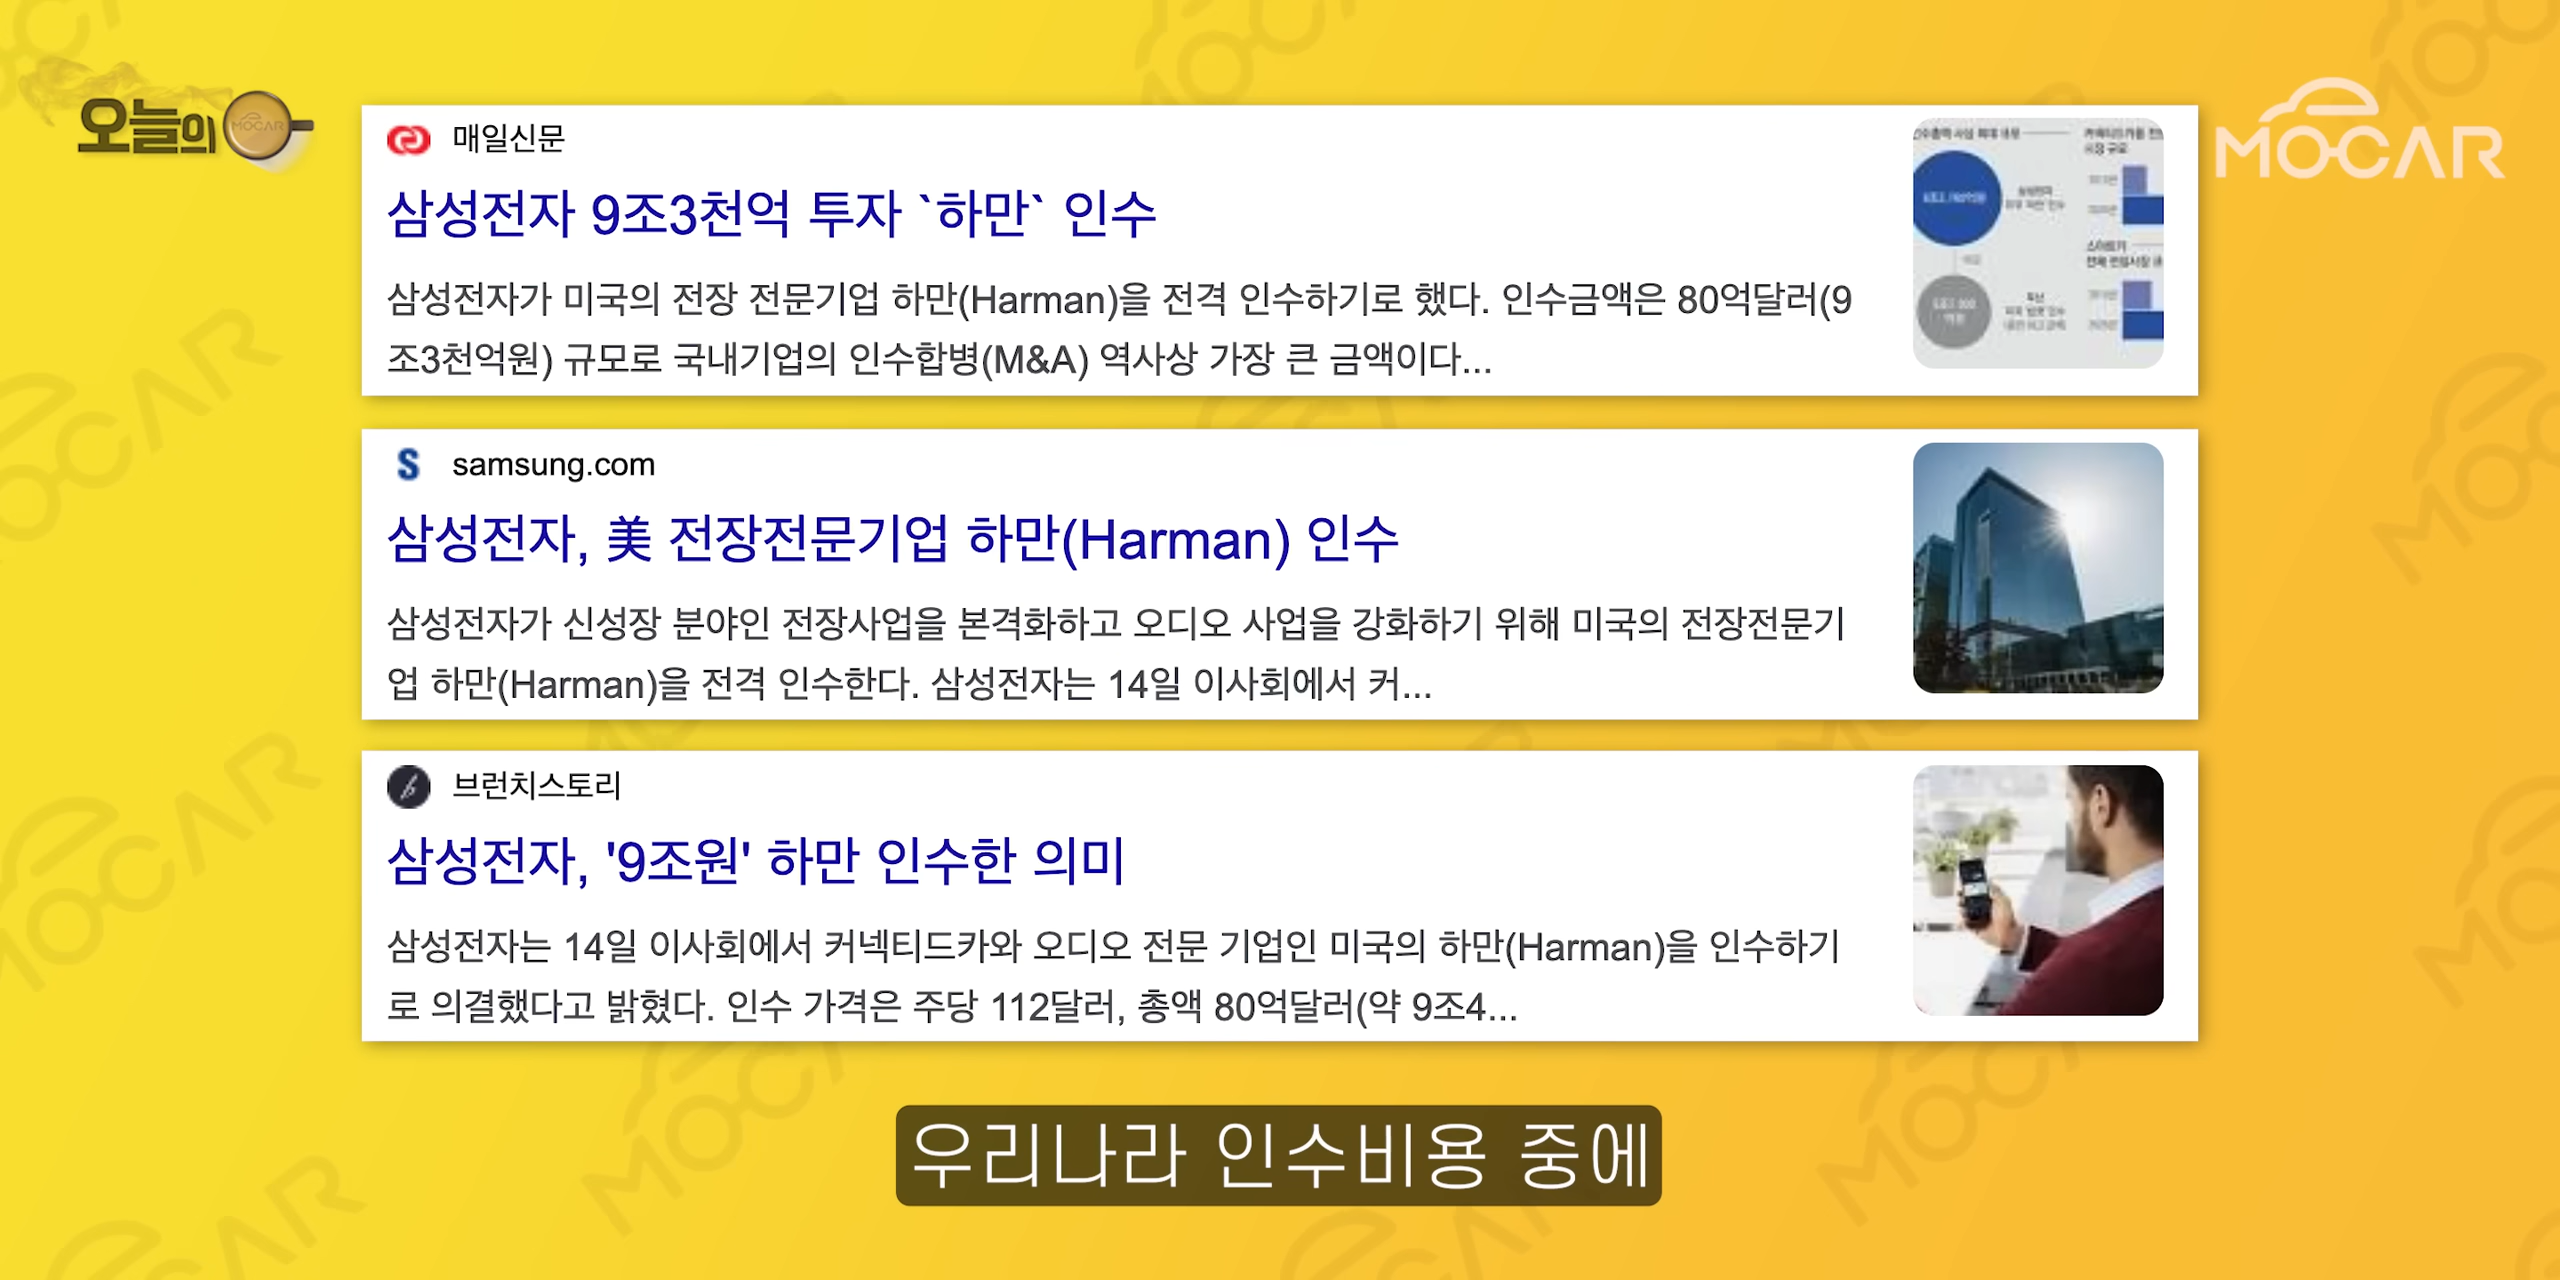 오늘의
MOCAR
MOCAR
매일신문
삼성전자 9조3천억 투자 `하만` 인수
삼성전자가 미국의 전장 전문기업 하만(Harman)을 전격 인수하기로 했다. 인수금액은 80억달러(9
조3천억원) 규모로 국내기업의 인수합병(M&A) 역사상 가장 큰 금액이다...
samsung.com
삼성전자, 美 전장전문기업 하만(Harman) 인수
삼성전자가 신성장 분야인 전장사업을 본격화하고 오디오 사업을 강화하기 위해 미국의 전장전문기
업 하만(Harman)을 전격 인수한다. 삼성전자는 14일 이사회에서 커...
브런치스토리
삼성전자, '9조원' 하만 인수한 의미
삼성전자는 14일 이사회에서 커넥티드카와 오디오 전문 기업인 미국의 하만(Harman)을 인수하기
로 의결했다고 밝혔다. 인수 가격은 주당 112달러, 총액 80억달러(약 9조4...
우리나라 인수비용 중에